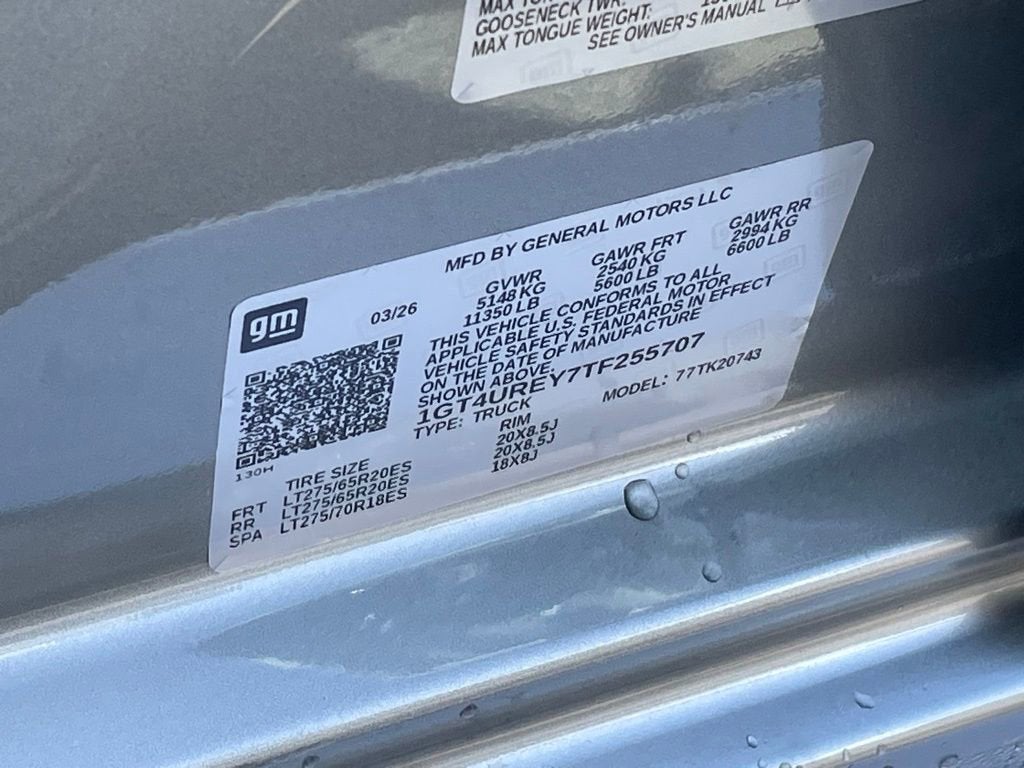 GOOSENECK TWR:
MAX TONGUE WEIGHT:
SEE OWNER'S MANUAL
MFD BY GENERAL MOTORS LLC
gm
03/26
GVWR GAWR FRT GAWR RR
5148 KG 2540 KG 2994 KG
11350 LB 5600 LB 6600 LB
THIS VEHICLE CONFORMS TO ALL
APPLICABLE U.S. FEDERAL MOTOR
VEHICLE SAFETY STANDARDS IN EFFECT
ON THE DATE OF MANUFACTURE
SHOWN ABOVE.
1GT4UREY7TF255707
TYPE: TRUCK MODEL: 77TK20743
130H
TIRE SIZE RIM
FRT LT275/65R20ES 20X8.5J
RR LT275/65R20ES 20X8.5J
SPA LT275/70R18ES 18X8J